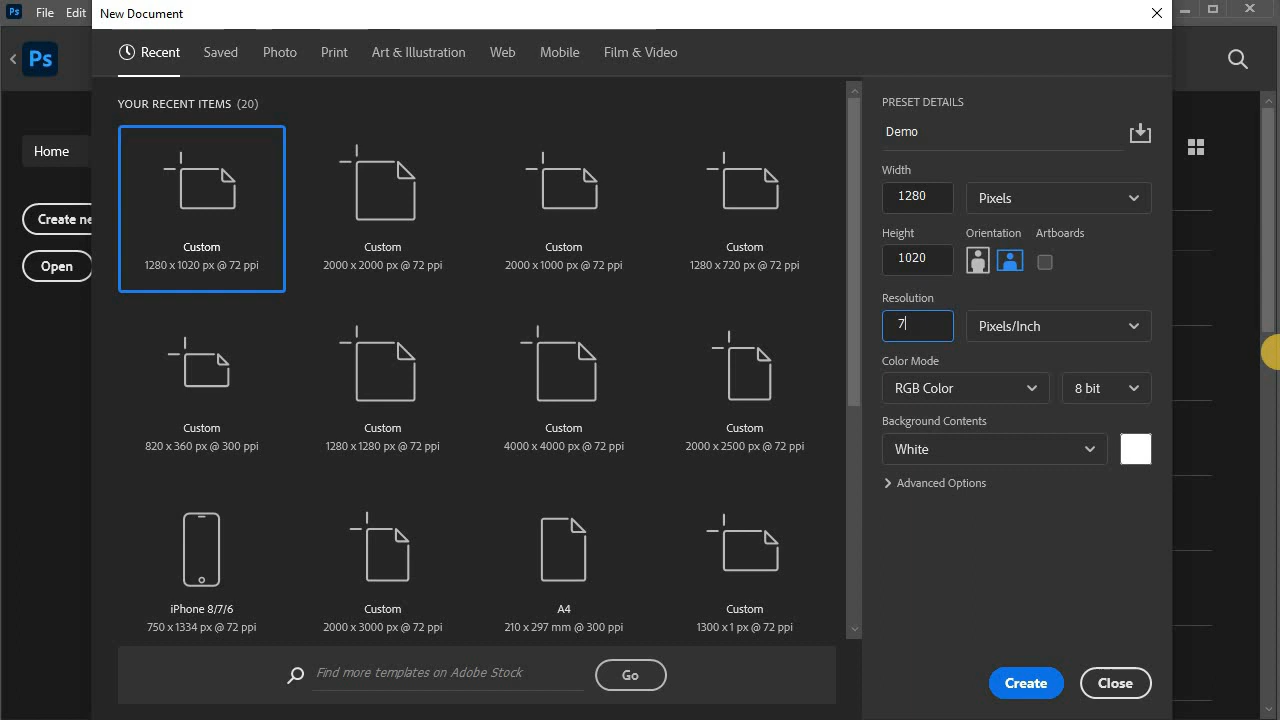 Ps File Edit
New Document
Ps
Recent Saved Photo Print Art & Illustration Web Mobile Film & Video
Home
Create ne
Open
YOUR RECENT ITEMS (20)
Custom Custom Custom Custom
1280 x 1020 px @ 72 ppi 2000 x 2000 px @ 72 ppi 2000 x 1000 px @ 72 ppi 1280 x 720 px @ 72 ppi
Custom Custom Custom Custom
820 x 360 px @ 300 ppi 1280 x 1280 px @ 72 ppi 4000 x 4000 px @ 72 ppi 2000 x 2500 px @ 72 ppi
iPhone 8/7/6 Custom A4 Custom
750 x 1334 px @ 72 ppi 2000 x 3000 px @ 72 ppi 210 x 297 mm @ 300 ppi 1300 x 1 px @ 72 ppi
Find more templates on Adobe Stock Go
PRESET DETAILS
Demo
Width
1280 Pixels
Height Orientation Artboards
1020
Resolution
7 Pixels/Inch
Color Mode
RGB Color 8 bit
Background Contents
White
Advanced Options
Create Close